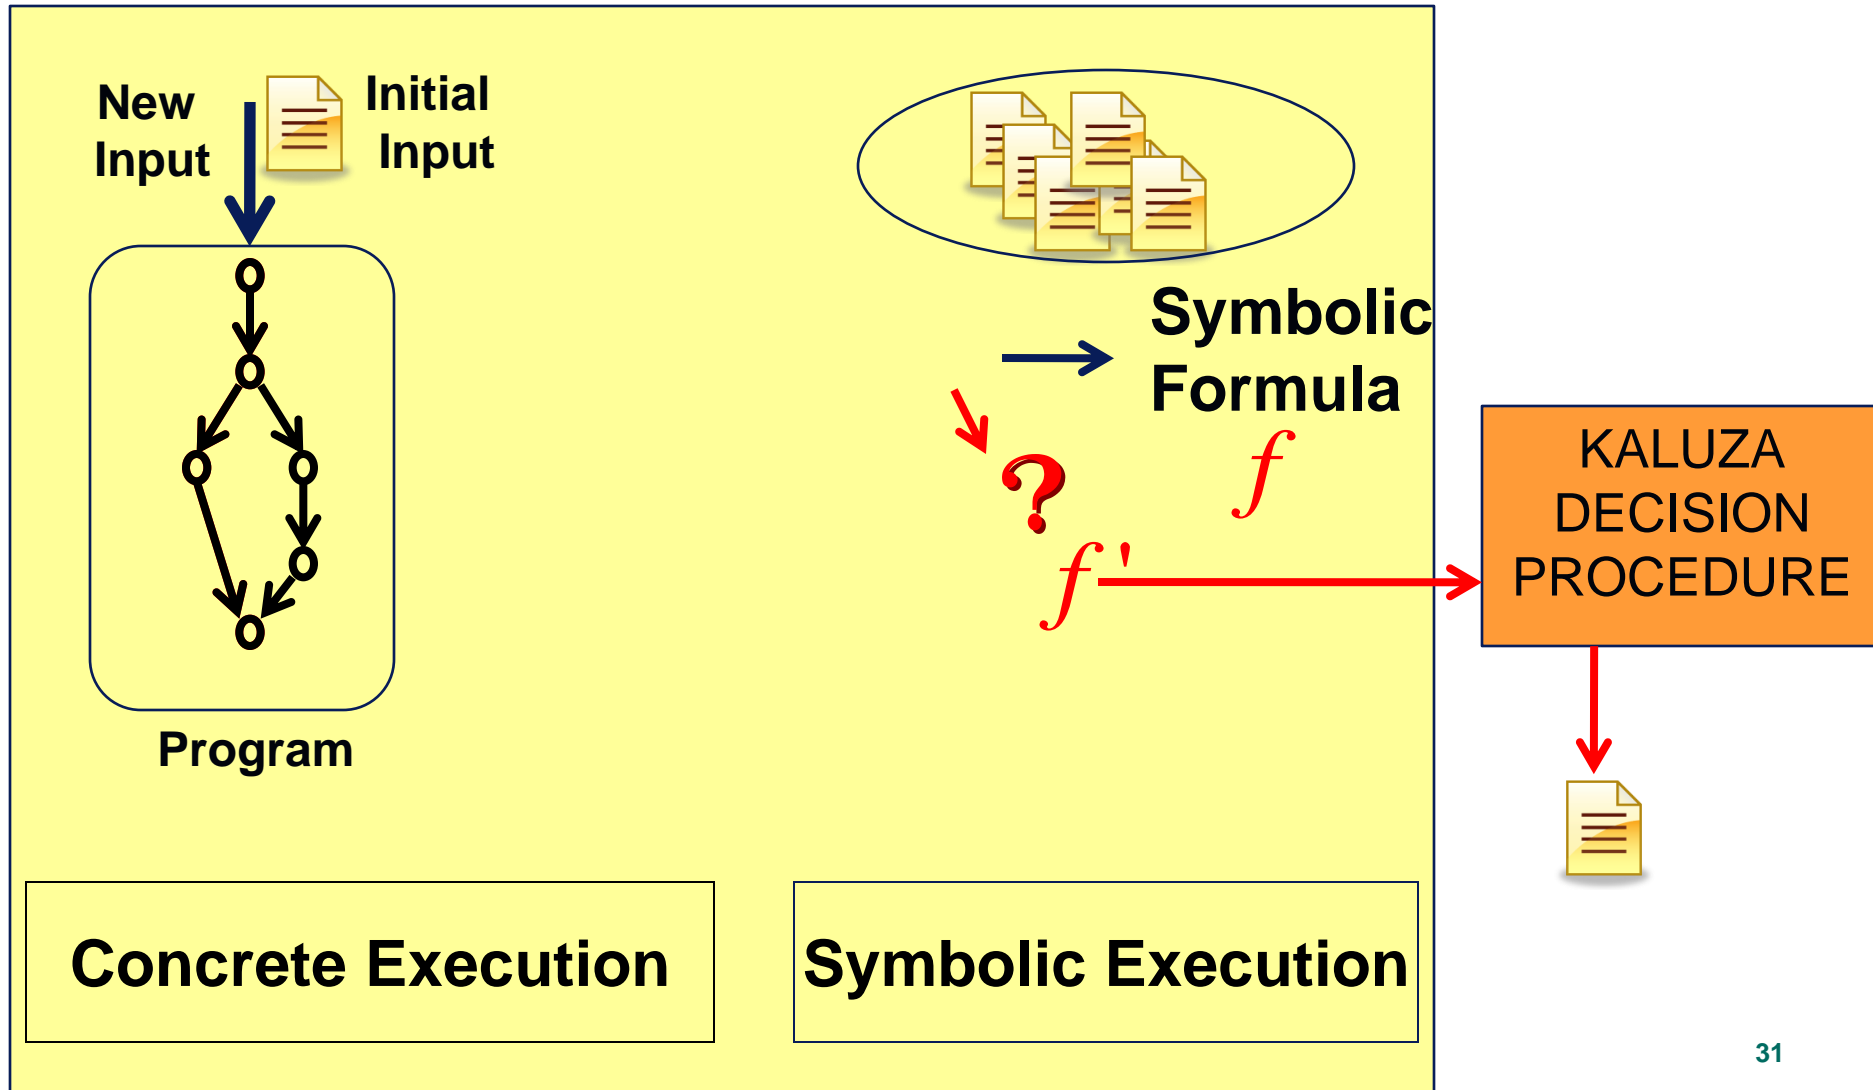 New
Input
Initial
Input
Program
Concrete Execution
Symbolic
Formula
f
?
f '
Symbolic Execution
KALUZA
DECISION
PROCEDURE
31